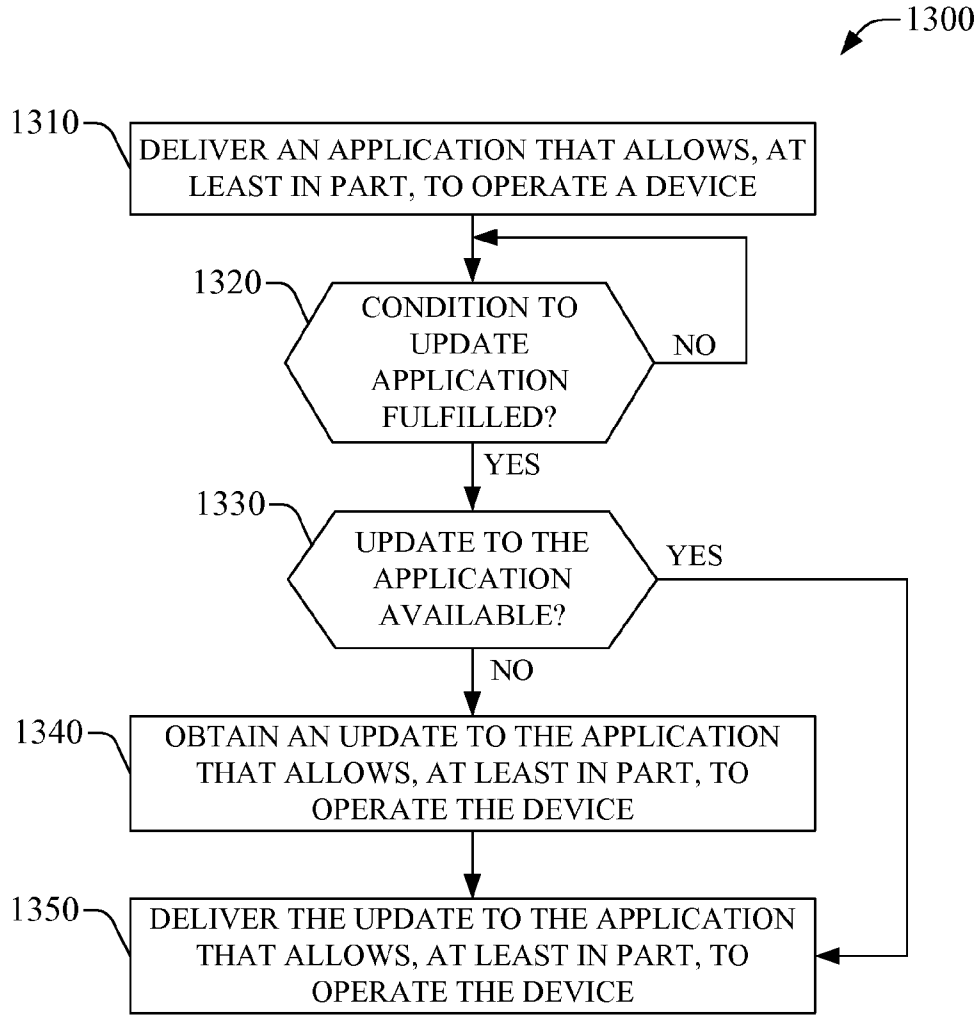 1300
1310
DELIVER AN APPLICATION THAT ALLOWS, AT
LEAST IN PART, TO OPERATE A DEVICE
1320
CONDITION TO
UPDATE
APPLICATION
FULFILLED?
NO
YES
1330
UPDATE TO THE
APPLICATION
AVAILABLE?
YES
NO
1340
OBTAIN AN UPDATE TO THE APPLICATION
THAT ALLOWS, AT LEAST IN PART, TO
OPERATE THE DEVICE
1350
DELIVER THE UPDATE TO THE APPLICATION
THAT ALLOWS, AT LEAST IN PART, TO
OPERATE THE DEVICE